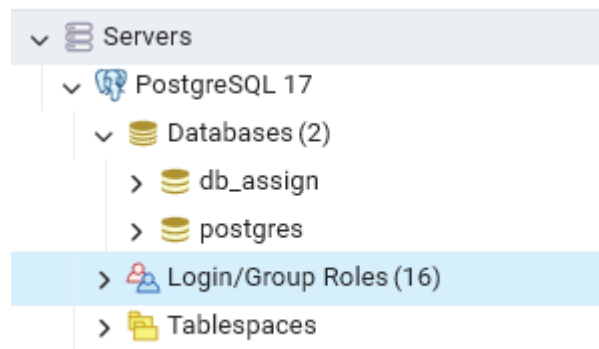 Servers
PostgreSQL 17
Databases (2)
db_assign
postgres
Login/Group Roles (16)
Tablespaces